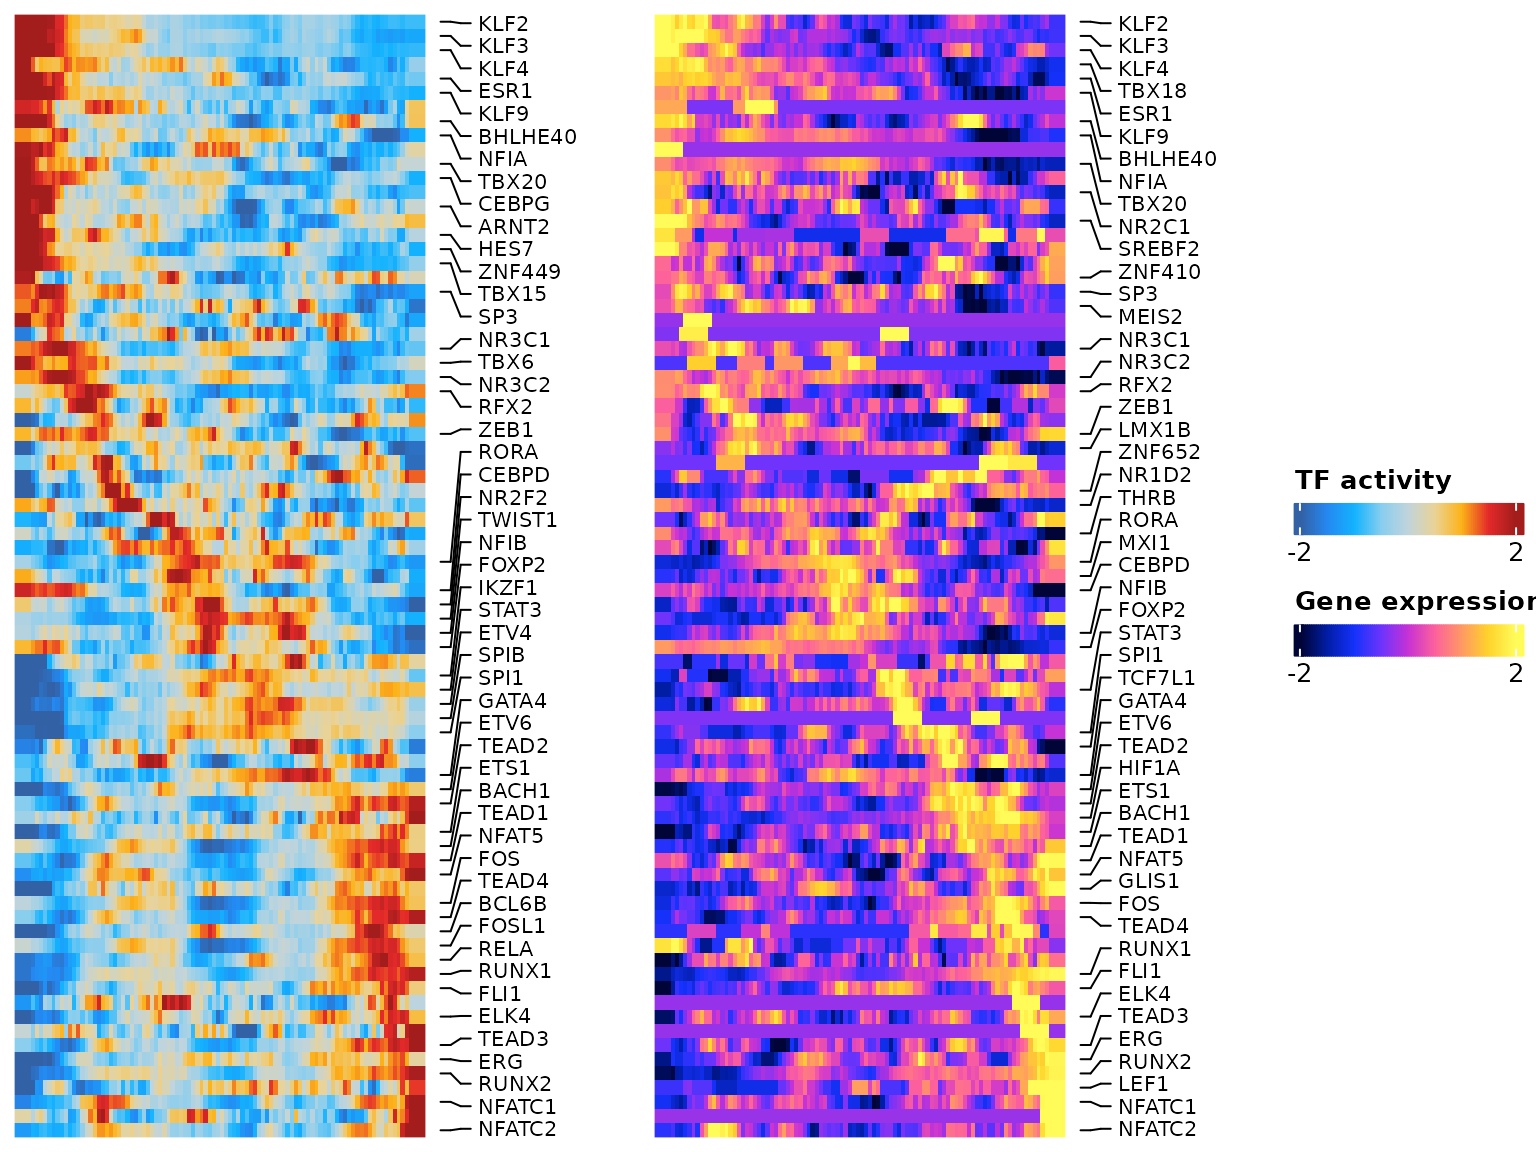 KLF2
KLF3
KLF4
ESR1
KLF9
BHLHE40
NFIA
TBX20
CEBPG
ARNT2
HES7
ZNF449
TBX15
SP3
NR3C1
TBX6
NR3C2
RFX2
ZEB1
RORA
CEBPD
NR2F2
TWIST1
NFIB
FOXP2
IKZF1
STAT3
ETV4
SPIB
SPI1
GATA4
ETV6
TEAD2
ETS1
BACH1
TEAD1
NFAT5
FOS
TEAD4
BCL6B
FOSL1
RELA
RUNX1
FLI1
ELK4
TEAD3
ERG
RUNX2
NFATC1
NFATC2
KLF2
KLF3
KLF4
TBX18
ESR1
KLF9
BHLHE40
NFIA
TBX20
NR2C1
SREBF2
ZNF410
SP3
MEIS2
NR3C1
NR3C2
RFX2
ZEB1
LMX1B
ZNF652
NR1D2
THRB
RORA
MXI1
CEBPD
NFIB
FOXP2
STAT3
SPI1
TCF7L1
GATA4
ETV6
TEAD2
HIF1A
ETS1
BACH1
TEAD1
NFAT5
GLIS1
FOS
TEAD4
RUNX1
FLI1
ELK4
TEAD3
ERG
RUNX2
LEF1
NFATC1
NFATC2
TF activity
-2 2
Gene expression
-2 2